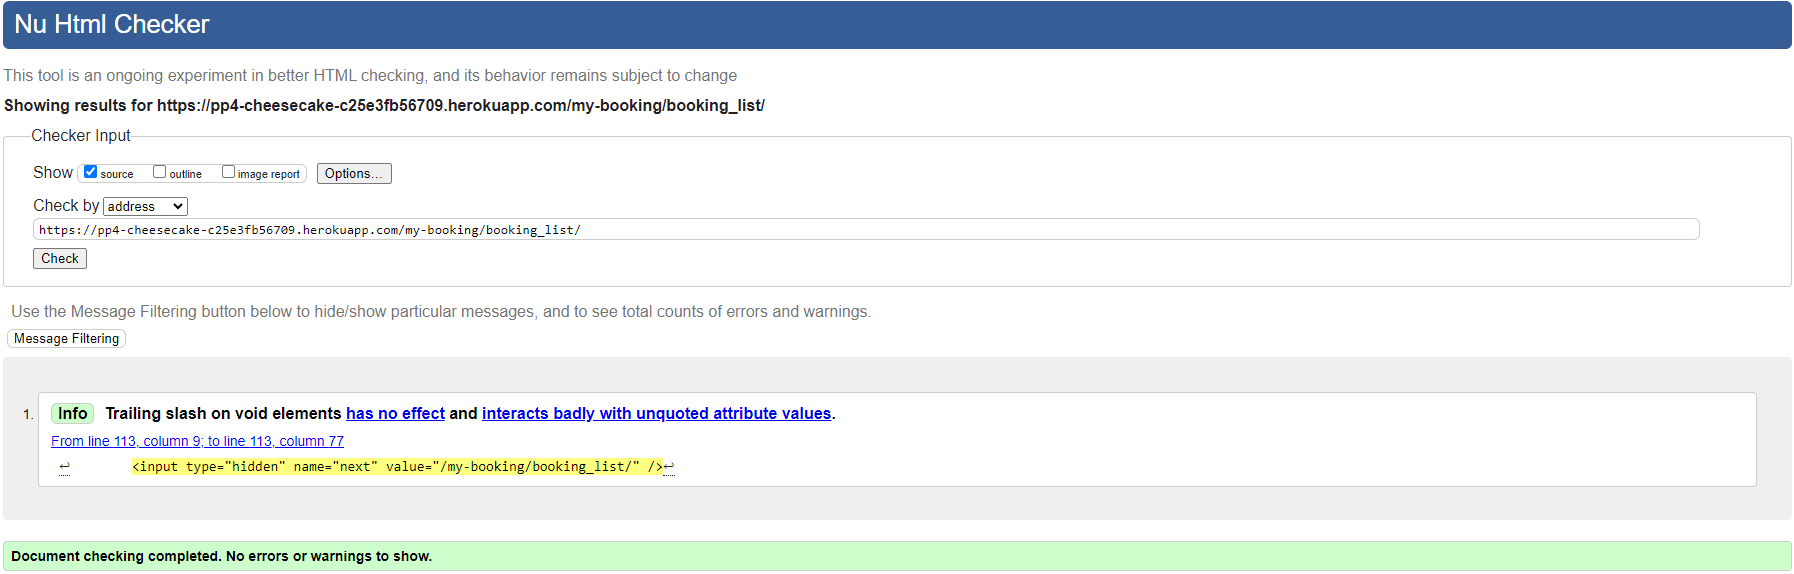 Nu Html Checker
This tool is an ongoing experiment in better HTML checking, and its behavior remains subject to change
Showing results for https://pp4-cheesecake-c25e3fb56709.herokuapp.com/my-booking/booking_list/
Checker Input
Show source outline image report Options...
Check by address
https://pp4-cheesecake-c25e3fb56709.herokuapp.com/my-booking/booking_list/
Check
Use the Message Filtering button below to hide/show particular messages, and to see total counts of errors and warnings.
Message Filtering
1. Info Trailing slash on void elements has no effect and interacts badly with unquoted attribute values.
From line 113, column 9; to line 113, column 77
↩ <input type="hidden" name="next" value="/my-booking/booking_list/" />↩
Document checking completed. No errors or warnings to show.